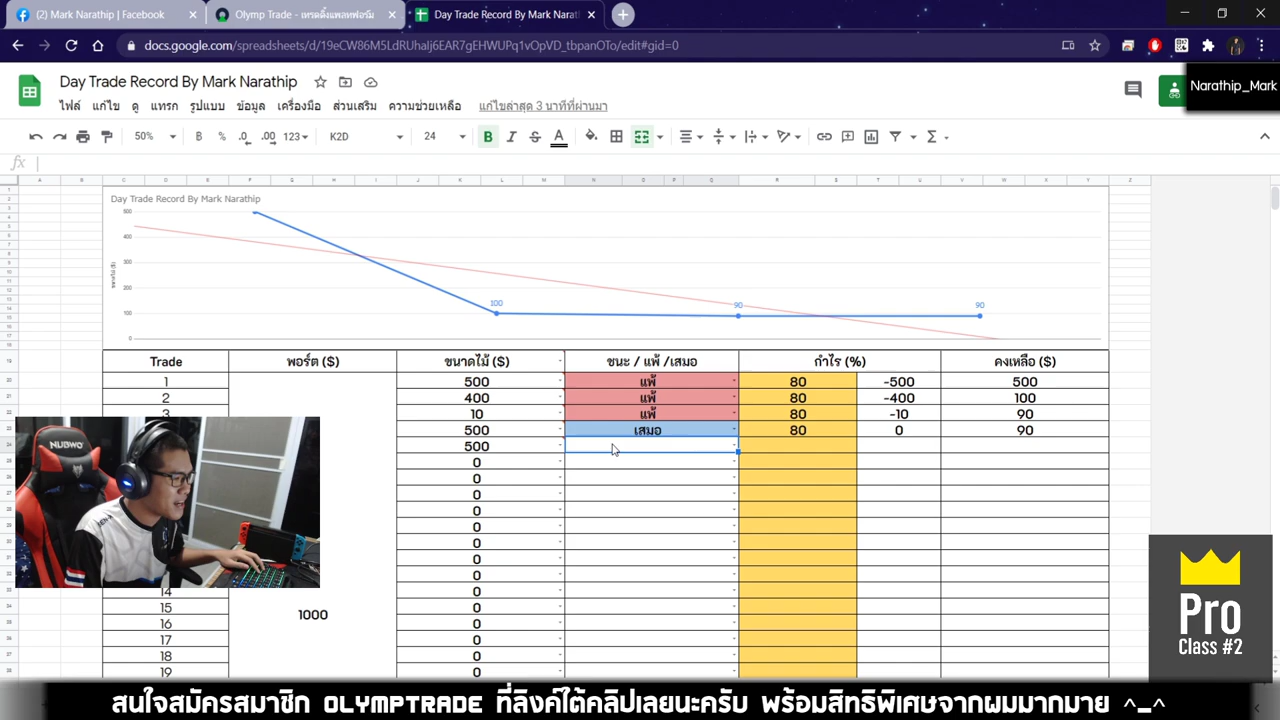 (2) Mark Narathip | Facebook
Olymp Trade - เทรดดิ้งแพลทฟอร์ม
Day Trade Record By Mark Narat
docs.google.com/spreadsheets/d/19eCW86M5LdRUhaIj6EAR7gEHWUPq1vOpVD_tbpanOTo/edit#gid=0
Day Trade Record By Mark Narathip
Narathip_Mark
ไฟล์ แก้ไข ดู แทรก รูปแบบ ข้อมูล เครื่องมือ ส่วนเสริม ความช่วยเหลือ แก้ไขล่าสุด 3 นาทีที่ผ่านมา
50% % .0 .00 123 K2D 24 B I S A
fx
Day Trade Record By Mark Narathip
500
400
300
200
100
0
100 90 90
Trade พอร์ต ($) ขนาดไม้ ($) ชนะ / แพ้ /เสมอ กำไร (%) คงเหลือ ($)
1 500 แพ้ 80 -500 500
2 400 แพ้ 80 -400 100
3 10 แพ้ 80 -10 90
500 เสมอ 80 0 90
500
0
0
0
0
0
0
0
0
14 0
15 1000 0
16 0
17 0
18 0
19 0
NUBWO
Pro
Class #2
สนใจสมัครสมาชิก OLYMPTRADE ที่ลิงค์ใต้คลิปเลยนะครับ พร้อมสิทธิพิเศษจากผมมากมาย ^_^